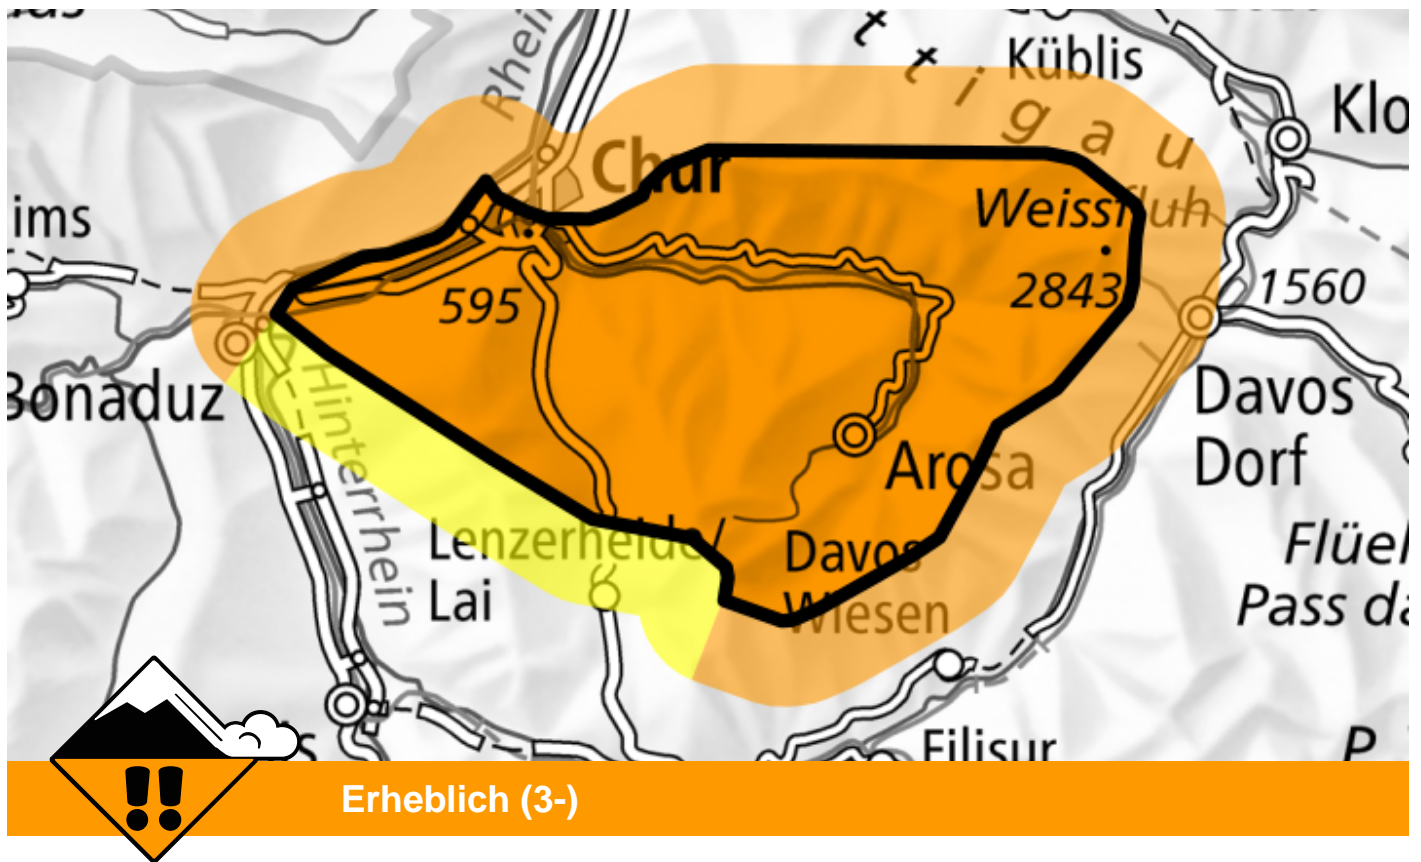 Rhein
t t i g a u
Küblis
Klo
Chur
ims
Weissfluh
2843
1560
595
Bonaduz
Hinterrhein
Davos
Dorf
Arosa
Lenzerheide/
Lai
Davos
Wiesen
Flüel
Pass da
Filisur
P
s
Erheblich (3-)